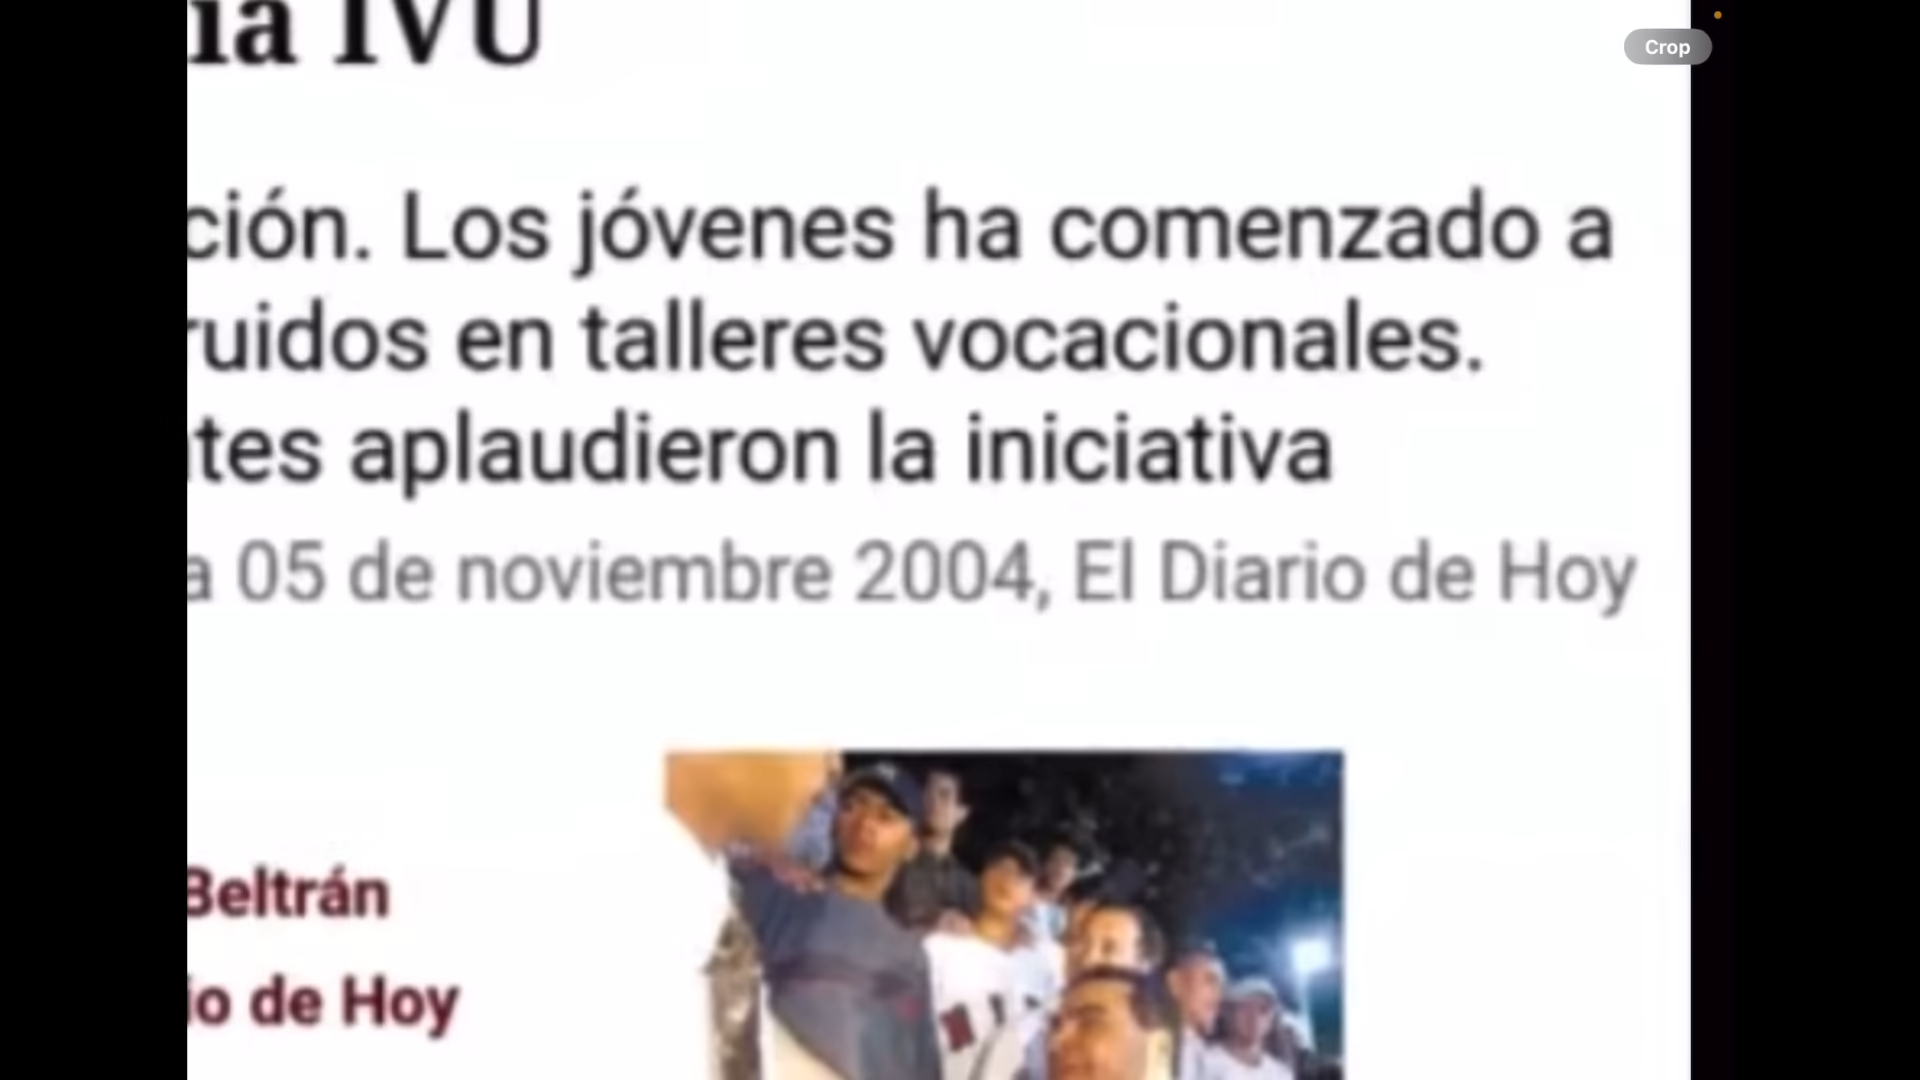 ia IVU
Crop
ción. Los jóvenes ha comenzado a
ruidos en talleres vocacionales.
tes aplaudieron la iniciativa
a 05 de noviembre 2004, El Diario de Hoy
Beltrán
io de Hoy